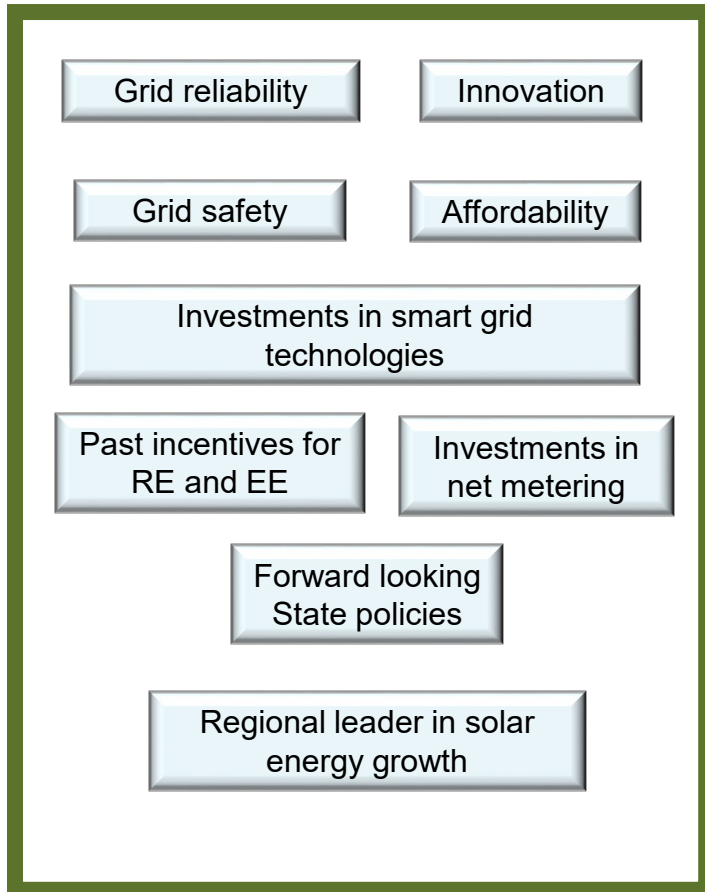 Grid reliability
Innovation
Grid safety
Affordability
Investments in smart grid
technologies
Past incentives for
RE and EE
Investments in
net metering
Forward looking
State policies
Regional leader in solar
energy growth